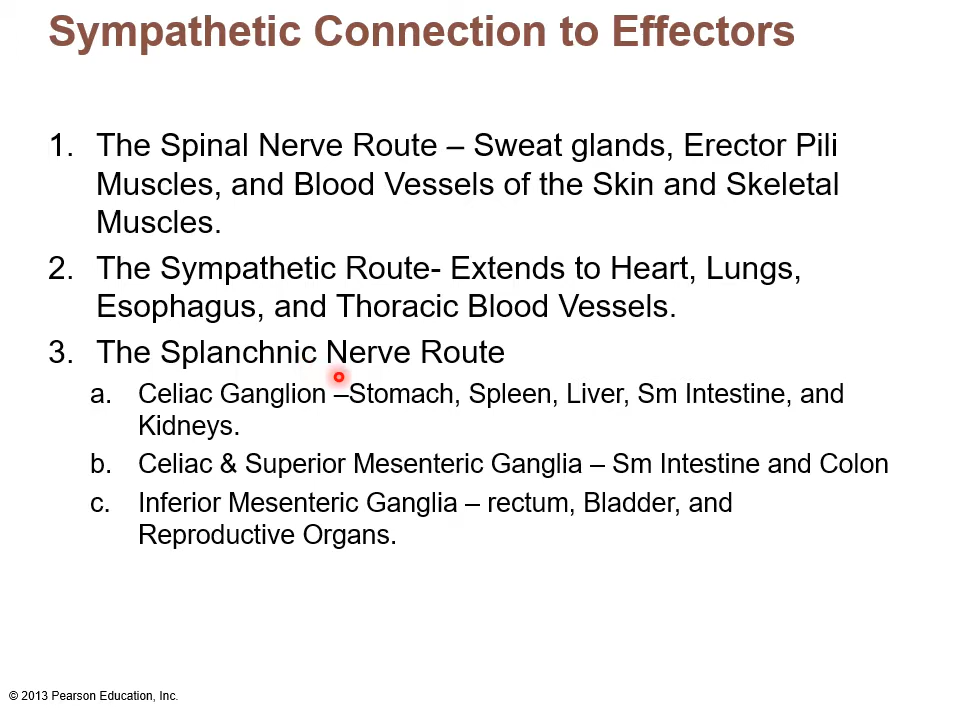 Sympathetic Connection to Effectors
1. The Spinal Nerve Route – Sweat glands, Erector Pili
Muscles, and Blood Vessels of the Skin and Skeletal
Muscles.
2. The Sympathetic Route- Extends to Heart, Lungs,
Esophagus, and Thoracic Blood Vessels.
3. The Splanchnic Nerve Route
a. Celiac Ganglion –Stomach, Spleen, Liver, Sm Intestine, and
Kidneys.
b. Celiac & Superior Mesenteric Ganglia – Sm Intestine and Colon
c. Inferior Mesenteric Ganglia – rectum, Bladder, and
Reproductive Organs.
© 2013 Pearson Education, Inc.